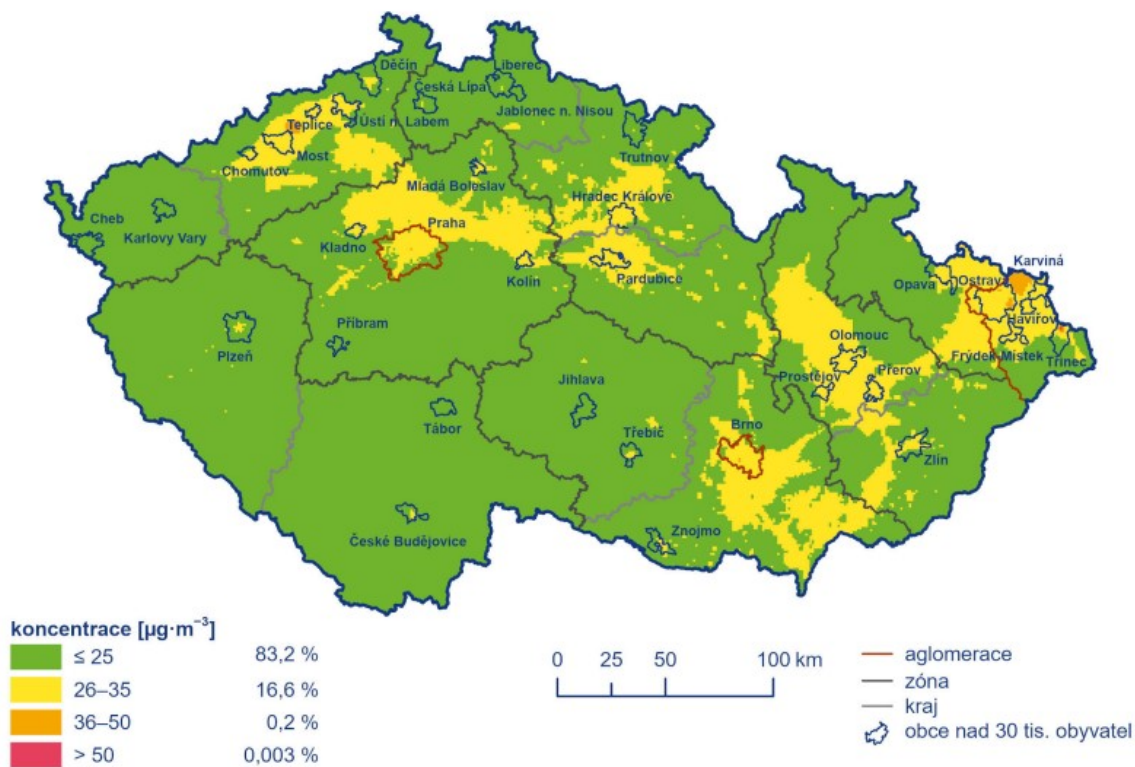 Děčín
Liberec
Česká Lípa
Jablonec n. Nisou
Teplice
Ústí n. Labem
Most
Chomutov
Trutnov
Mladá Boleslav
Hradec Králové
Cheb
Karlovy Vary
Praha
Kladno
Kolín
Pardubice
Karviná
Opava
Ostrava
Havířov
Příbram
Plzeň
Olomouc
Frýdek Místek
Třinec
Prostějov
Přerov
Jihlava
Tábor
Třebíč
Brno
Zlín
České Budějovice
Znojmo
koncentrace [µg·m⁻³]
≤ 25 83,2 %
26–35 16,6 %
36–50 0,2 %
> 50 0,003 %
0 25 50 100 km
aglomerace
zóna
kraj
obce nad 30 tis. obyvatel